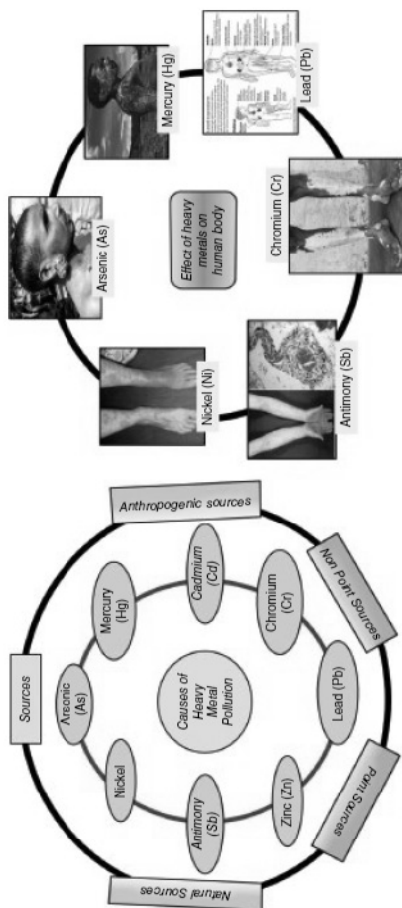 Sources
Arsonic
(As)
Mercury
(Hg)
Anthropogenic sources
Cadmium
(Cd)
Chromium
(Cr)
Non Point Sources
Lead (Pb)
Point Sources
Zinc (Zn)
Antimony
(Sb)
Natural Sources
Nickel
Causes of
Heavy
Meral
Pollution
Arsenic (As)
Mercury (Hg)
Lead (Pb)
Chromium (Cr)
Antimony (Sb)
Nickel (Ni)
Effect of heavy
merals on
human body